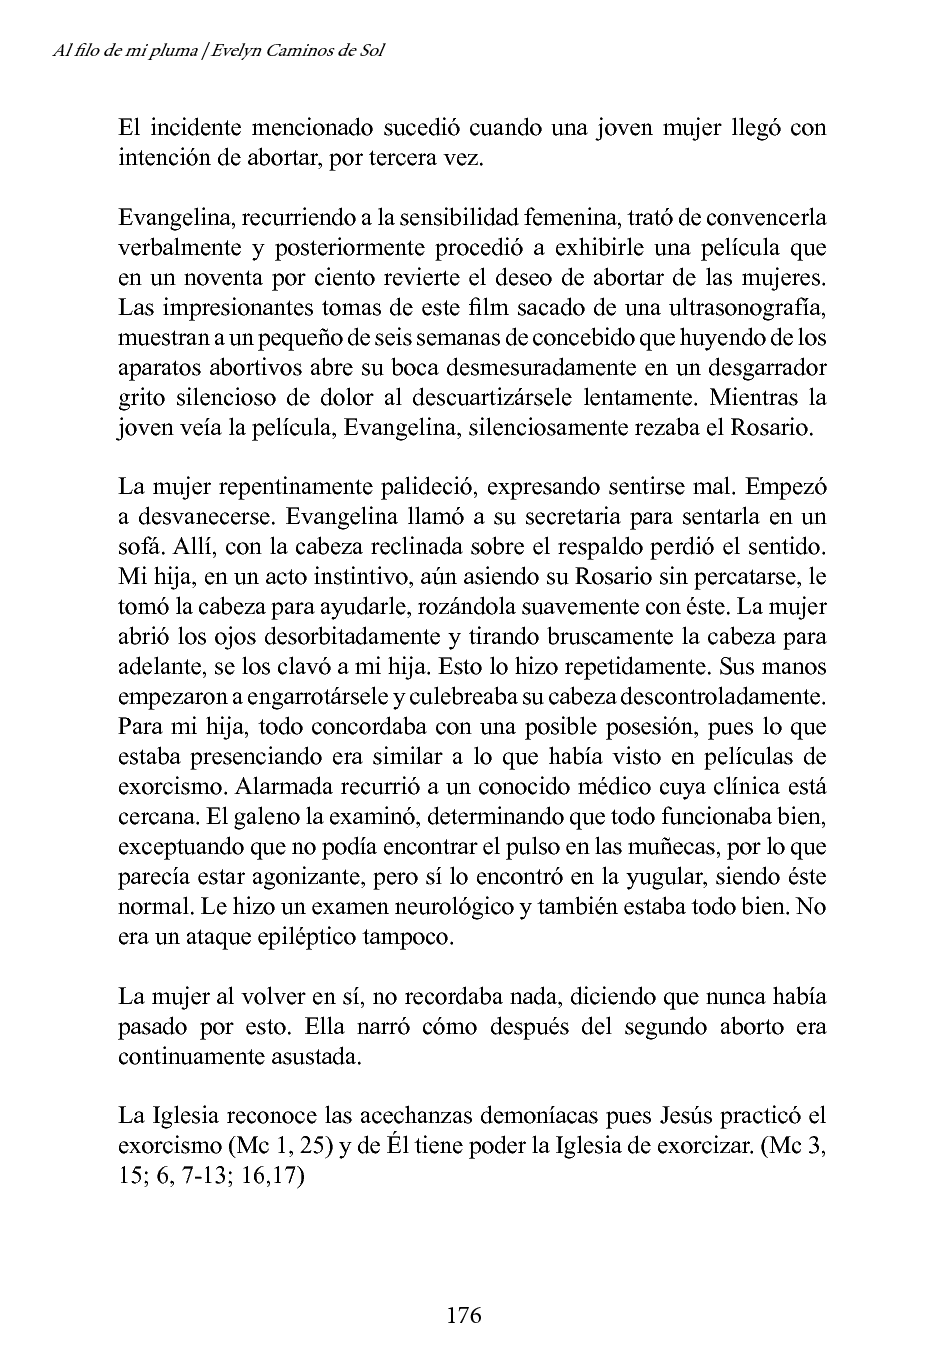 Al filo de mi pluma | Evelyn Caminos de Sol
El incidente mencionado sucedió cuando una joven mujer llegó con
intención de abortar, por tercera vez.
Evangelina, recurriendo a la sensibilidad femenina, trató de convencerla
verbalmente y posteriormente procedió a exhibirle una película que
en un noventa por ciento revierte el deseo de abortar de las mujeres.
Las impresionantes tomas de este film sacado de una ultrasonografía,
muestran a un pequeño de seis semanas de concebido que huyendo de los
aparatos abortivos abre su boca desmesuradamente en un desgarrador
grito silencioso de dolor al descuartizársele lentamente. Mientras la
joven veía la película, Evangelina, silenciosamente rezaba el Rosario.
La mujer repentinamente palideció, expresando sentirse mal. Empezó
a desvanecerse. Evangelina llamó a su secretaria para sentarla en un
sofá. Allí, con la cabeza reclinada sobre el respaldo perdió el sentido.
Mi hija, en un acto instintivo, aún asiendo su Rosario sin percatarse, le
tomó la cabeza para ayudarle, rozándola suavemente con éste. La mujer
abrió los ojos desorbitadamente y tirando bruscamente la cabeza para
adelante, se los clavó a mi hija. Esto lo hizo repetidamente. Sus manos
empezaron a engarrotársele y culebreaba su cabeza descontroladamente.
Para mi hija, todo concordaba con una posible posesión, pues lo que
estaba presenciando era similar a lo que había visto en películas de
exorcismo. Alarmada recurrió a un conocido médico cuya clínica está
cercana. El galeno la examinó, determinando que todo funcionaba bien,
exceptuando que no podía encontrar el pulso en las muñecas, por lo que
parecía estar agonizante, pero sí lo encontró en la yugular, siendo éste
normal. Le hizo un examen neurológico y también estaba todo bien. No
era un ataque epiléptico tampoco.
La mujer al volver en sí, no recordaba nada, diciendo que nunca había
pasado por esto. Ella narró cómo después del segundo aborto era
continuamente asustada.
La Iglesia reconoce las acechanzas demoníacas pues Jesús practicó el
exorcismo (Mc 1, 25) y de Él tiene poder la Iglesia de exorcizar. (Mc 3,
15; 6, 7-13; 16,17)
176